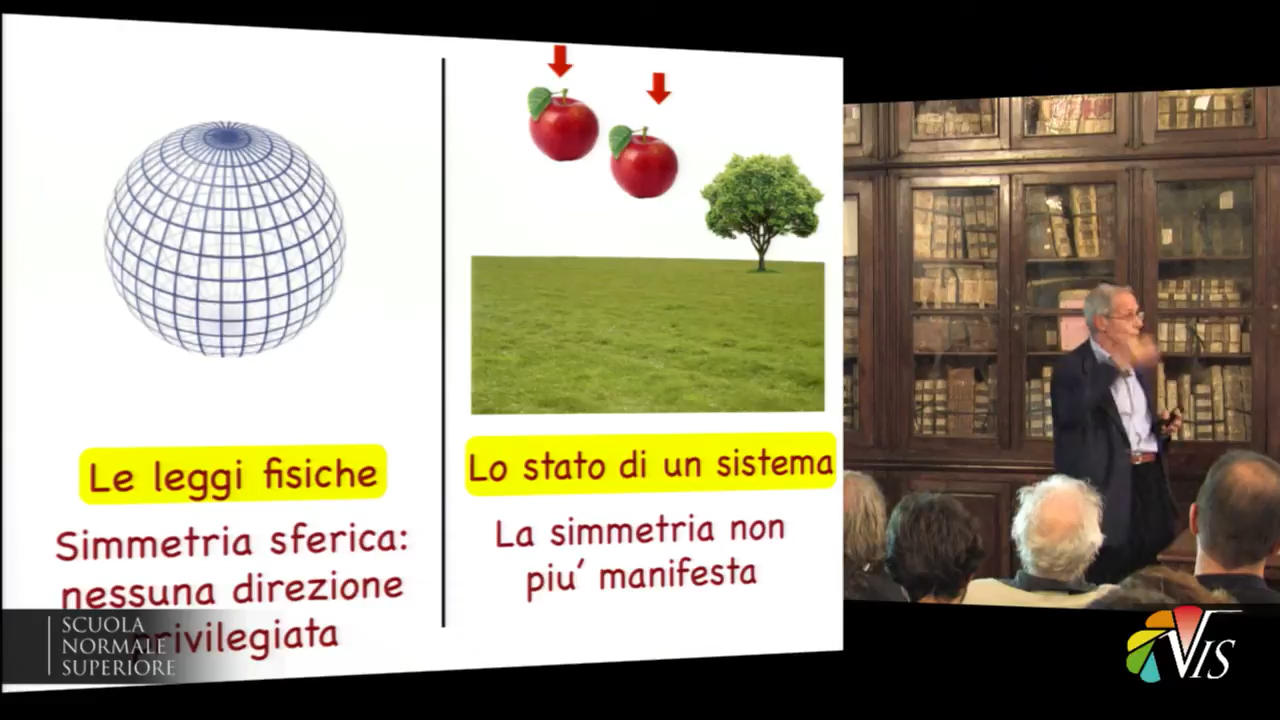 Le leggi fisiche
Simmetria sferica:
nessuna direzione
privilegiata
Lo stato di un sistema
La simmetria non
piu' manifesta
SCUOLA
NORMALE
SUPERIORE
VIS